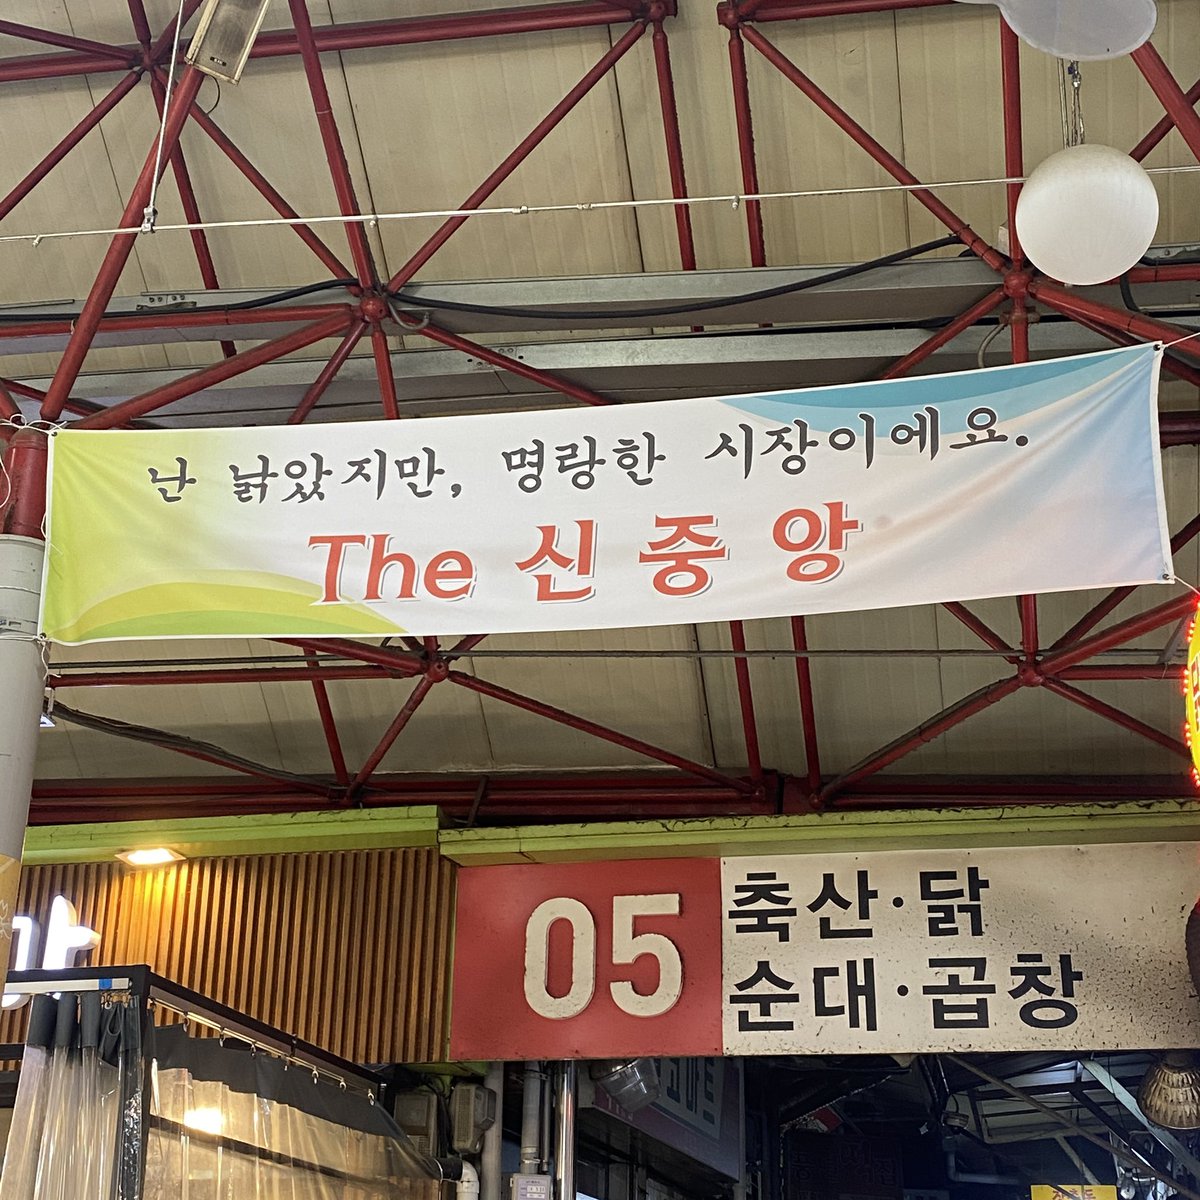 난 낡았지만, 명랑한 시장이에요.
The 신중앙
05
축산·닭
순대·곱창